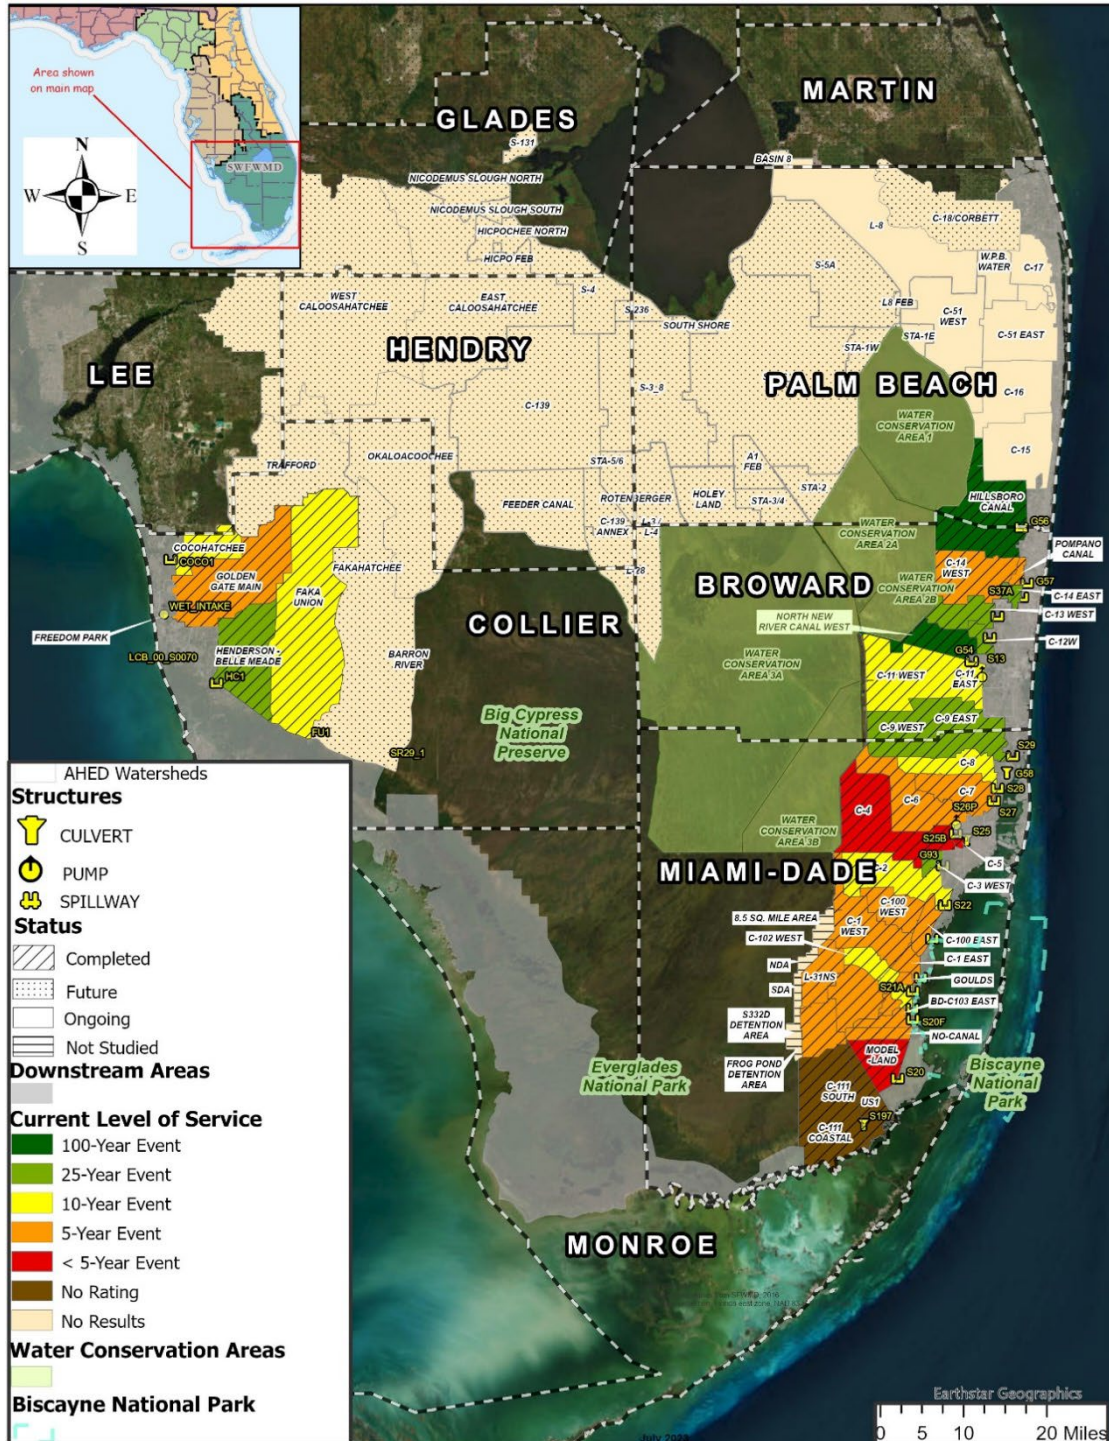 Area shown
on main map
SWFWMD
N
W
E
S
GLADES
MARTIN
S-131
BASIN 8
NICODEMUS SLOUGH NORTH
NICODEMUS SLOUGH SOUTH
HICPOCHEE NORTH
HICPO FEB
C-18/CORBETT
L-8
W.P.B.
WATER
C-17
S-5A
S-4
WEST
CALOOSAHATCHEE
EAST
CALOOSAHATCHEE
S-236
SOUTH SHORE
L8 FEB
C-51
WEST
C-51 EAST
STA-1W
STA-1E
LEE
HENDRY
PALM BEACH
S-3_8
C-139
C-16
WATER
CONSERVATION
AREA 1
C-15
TRAFFORD
OKALOACOOCHEE
STA-5/6
A1
FEB
FEEDER CANAL
ROTENBERGER
HOLEY
LAND
STA-3/4
STA-2
C-139
ANNEX
L-3 /
L-4
L-28
HILLSBORO
CANAL
G56
WATER
CONSERVATION
AREA 2A
POMPANO
CANAL
COCOHATCHEE
COCO1
GOLDEN
GATE MAIN
FAKA
UNION
FAKAHATCHEE
BROWARD
C-14
WEST
G57
S37A
WATER
CONSERVATION
AREA 2B
C-14 EAST
C-13 WEST
WET_INTAKE
FREEDOM PARK
COLLIER
NORTH NEW
RIVER CANAL WEST
C-12W
HENDERSON -
BELLE MEADE
LCB_00_S0070
BARRON
RIVER
WATER
CONSERVATION
AREA 3A
G54
S13
HC1
C-11 WEST
C-11
EAST
Big Cypress
National
Preserve
C-9 WEST
C-9 EAST
FU1
SR29_1
S29
C-8
G58
S28
C-7
C-6
S27
C-4
S26P
WATER
CONSERVATION
AREA 3B
S25B
S25
C-5
G93
C-3 WEST
MIAMI-DADE
C-2
S22
C-100
WEST
8.5 SQ. MILE AREA
C-1
WEST
C-100 EAST
C-102 WEST
C-1 EAST
NDA
L-31NS
GOULDS
SDA
S21A
BD-C103 EAST
S332D
DETENTION
AREA
S20F
NO-CANAL
FROG POND
DETENTION
AREA
MODEL
LAND
S20
Everglades
National Park
Biscayne
National
Park
C-111
SOUTH
US1
S197
C-111
COASTAL
MONROE
AHED Watersheds
Structures
CULVERT
PUMP
SPILLWAY
Status
Completed
Future
Ongoing
Not Studied
Downstream Areas
Current Level of Service
100-Year Event
25-Year Event
10-Year Event
5-Year Event
< 5-Year Event
No Rating
No Results
Water Conservation Areas
Biscayne National Park
Earthstar Geographics
0 5 10 20 Miles